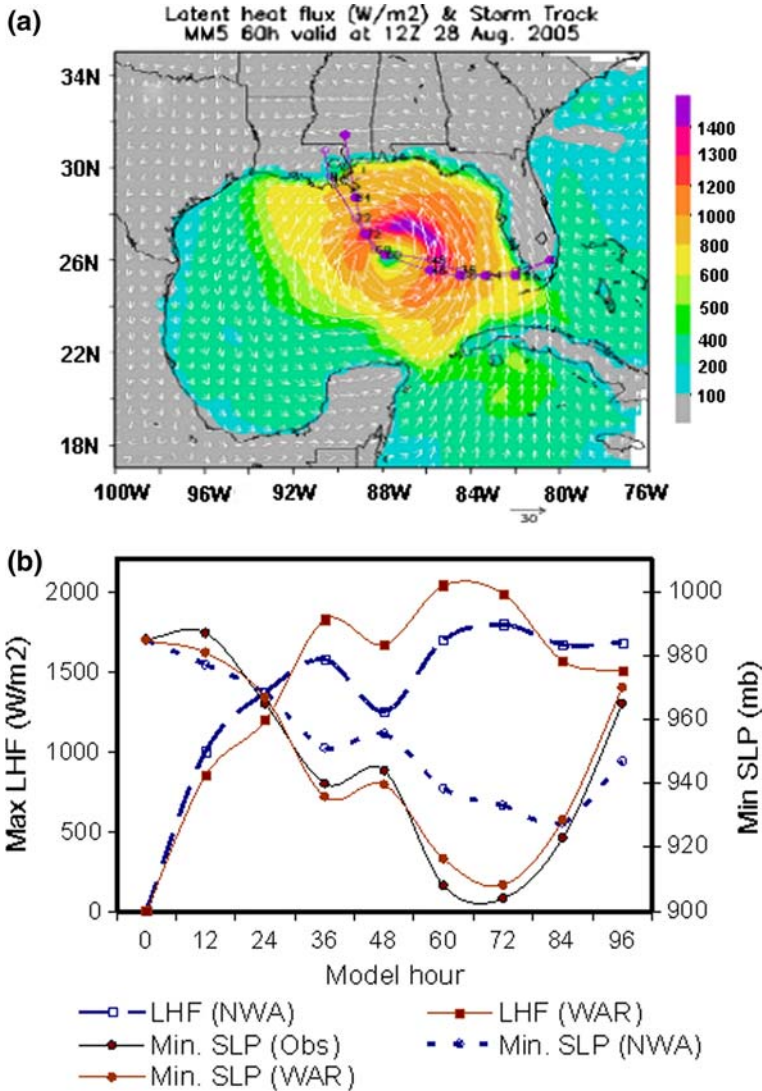 (a)
Latent heat flux (W/m2) & Storm Track
MM5 60h valid at 12Z 28 Aug. 2005
34N
30N
26N
22N
18N
100W 96W 92W 88W 84W 80W 76W
30
1400
1300
1200
1000
800
600
500
400
200
100
(b)
Max LHF (W/m2)
2000
1500
1000
500
0
1000
980
960
940
920
900
Min SLP (mb)
0 12 24 36 48 60 72 84 96
Model hour
LHF (NWA) LHF (WAR)
Min. SLP (Obs) Min. SLP (NWA)
Min. SLP (WAR)